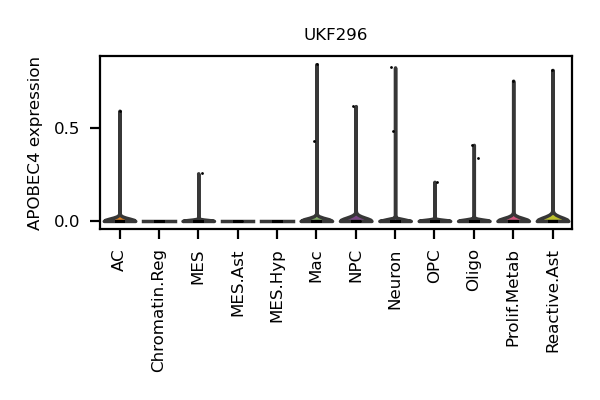 UKF296
APOBEC4 expression
0.5
0.0
AC
Chromatin.Reg
MES
MES.Ast
MES.Hyp
Mac
NPC
Neuron
OPC
Oligo
Prolif.Metab
Reactive.Ast